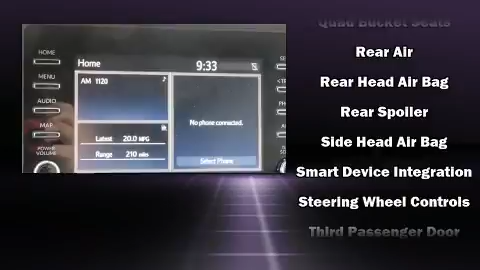 Quad Bucket Seats
HOME
Home
9:33
Rear Air
MENU
AM 1120
Rear Head Air Bag
AUDIO
Rear Spoiler
No phone connected.
MAP
Side Head Air Bag
Latest 20.0 MPG
POWER
VOLUME
Range 210 miles
Select Phone
Smart Device Integration
Steering Wheel Controls
Third Passenger Door